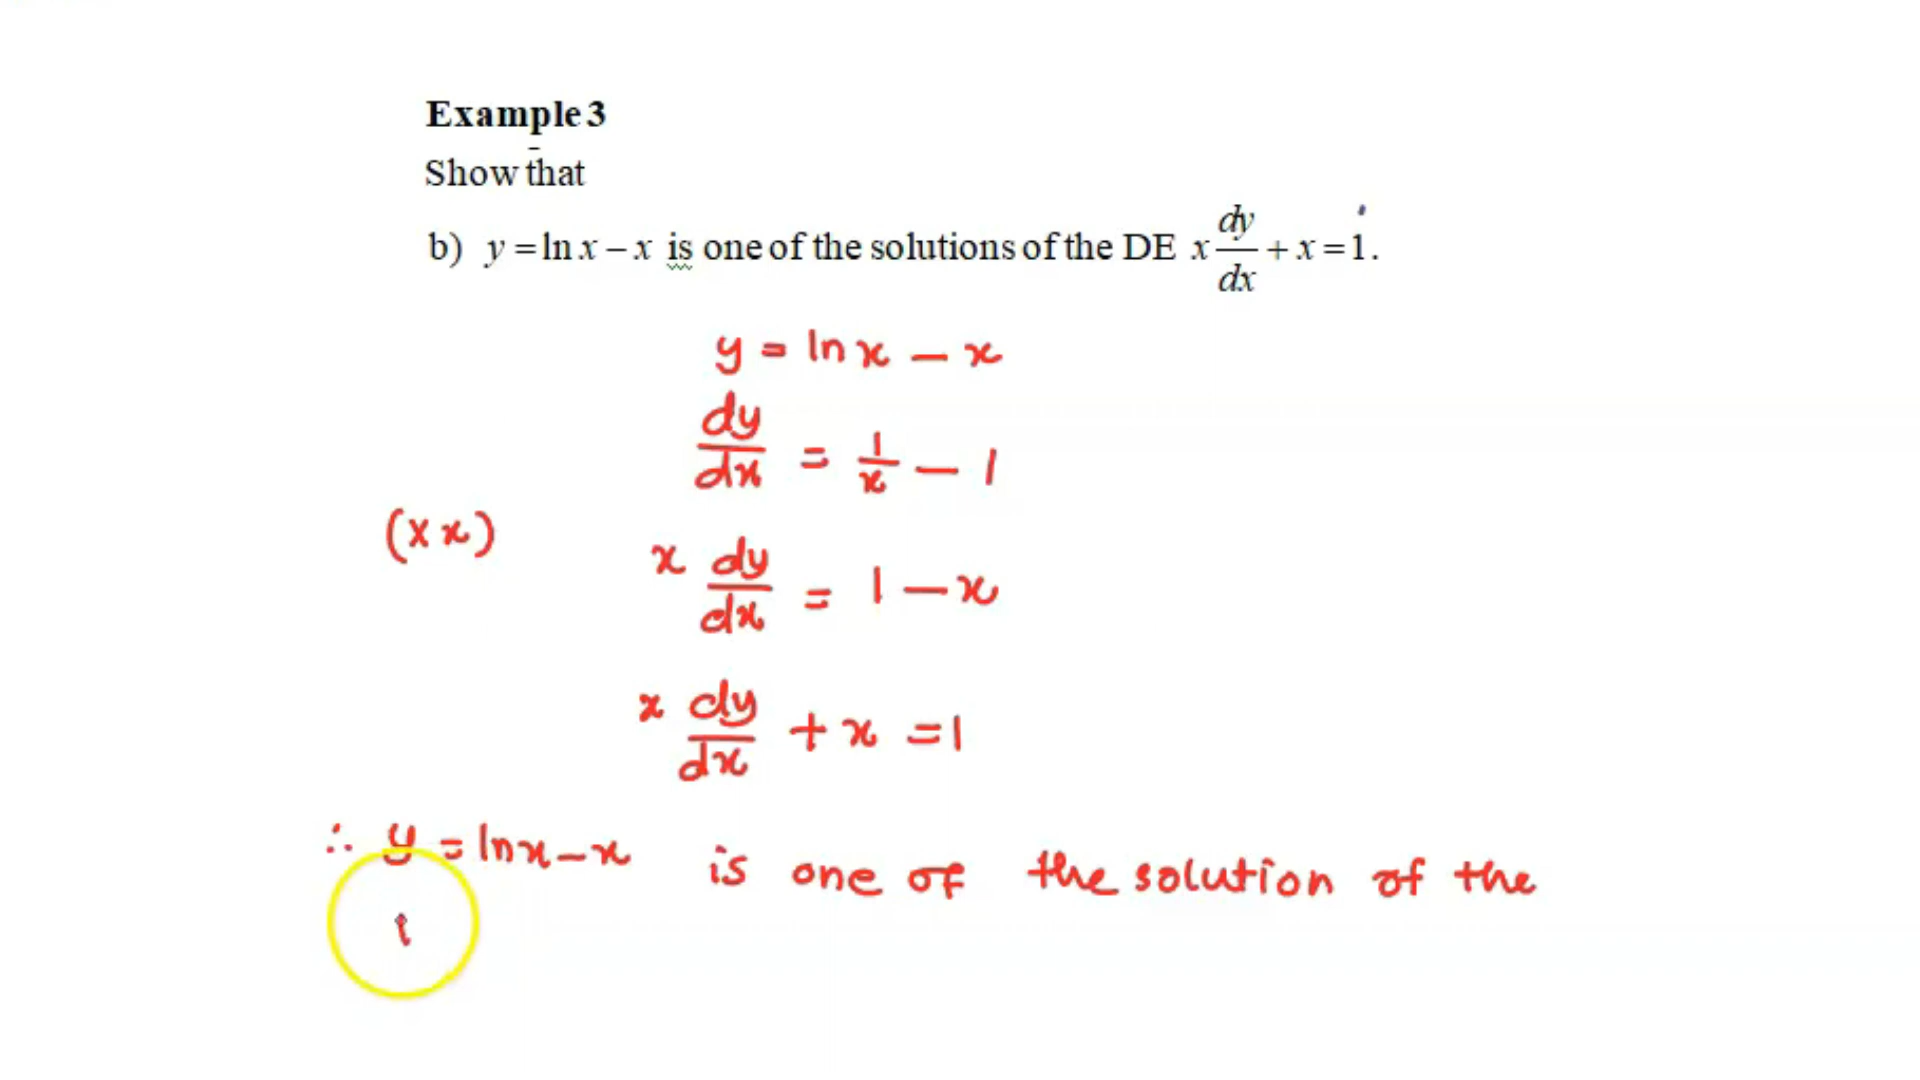 Example 3
Show that
b) y = ln x − x is one of the solutions of the DE x dy/dx + x = 1.
y = ln x − x
dy/dx = 1/x − 1
(× x)
x dy/dx = 1 − x
x dy/dx + x = 1
∴ y = ln x − x is one of the solution of the